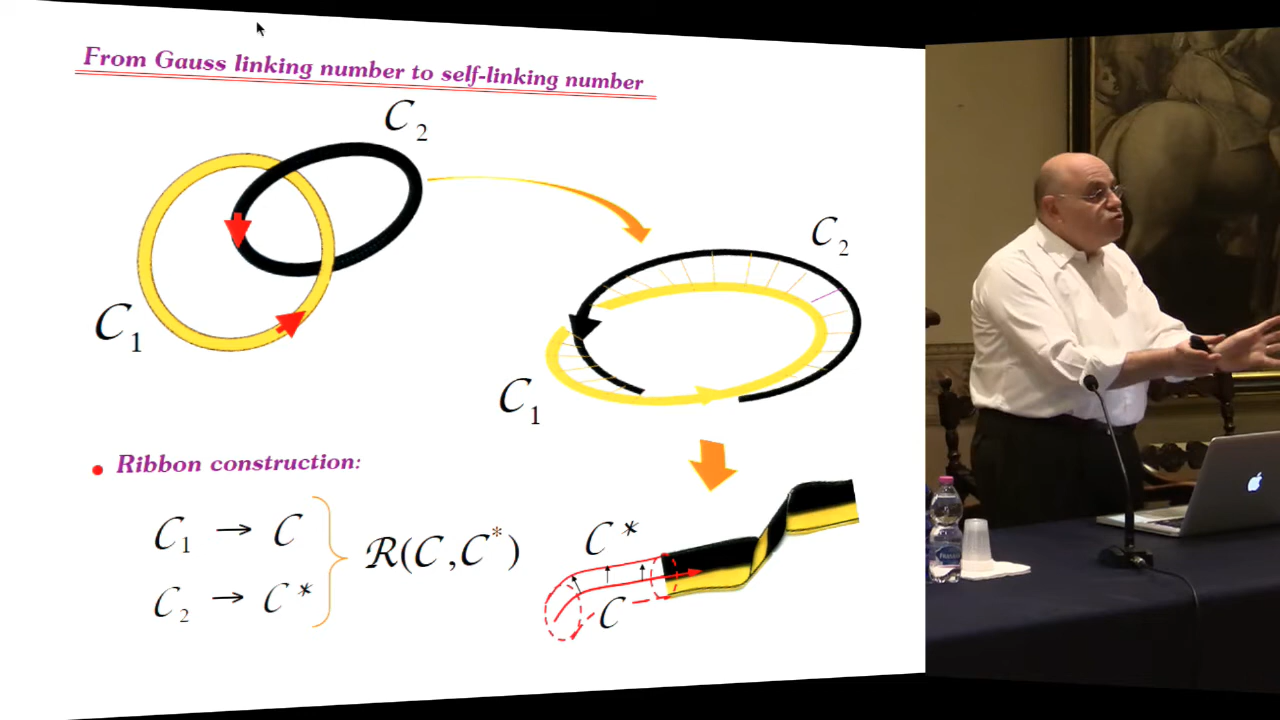 From Gauss linking number to self-linking number
C₂
C₁
C₂
C₁
• Ribbon construction:
C₁ → C
C₂ → C*
R(C,C*)
C*
C